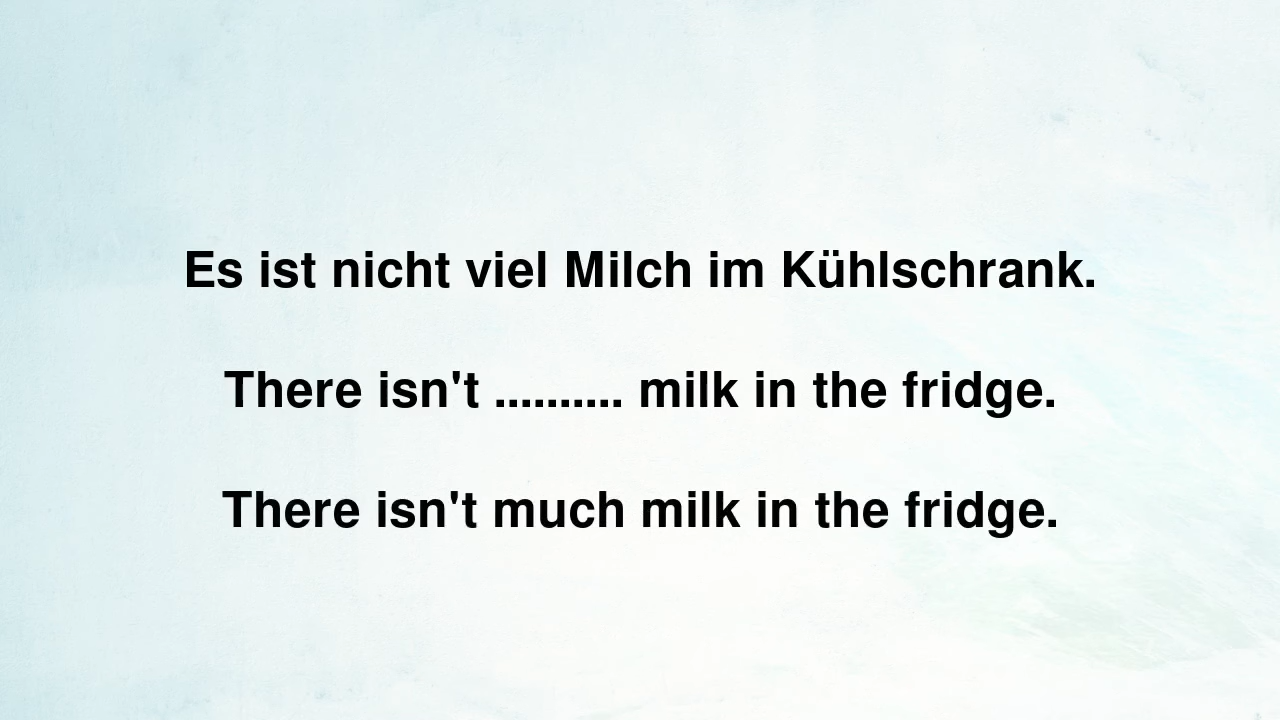 Es ist nicht viel Milch im Kühlschrank.
There isn't .......... milk in the fridge.
There isn't much milk in the fridge.